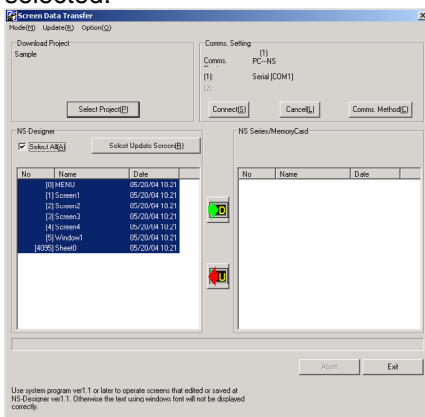 selected.
Screen Data Transfer
Mode(M) Update(R) Option(O)
Download Project
Sample
Select Project(P)
Comms. Setting
(1)
Comms. PC--NS
(1): Serial (COM1)
(2):
Connect(S) Cancel(L) Comms. Method(C)
NS-Designer
Select All(A) Select Update Screen(B)
No Name Date
[0] MENU 05/20/04 10:21
[1] Screen1 05/20/04 10:21
[2] Screen2 05/20/04 10:21
[3] Screen3 05/20/04 10:21
[4] Screen4 05/20/04 10:21
[5] Window1 05/20/04 10:21
[4095] Sheet0 05/20/04 10:21
D
U
NS Series/MemoryCard
No Name Date
Abort Exit
Use system program ver1.1 or later to operate screens that edited or saved at
NS-Designer ver1.1. Otherwise the text using windows font will not be displayed
correctly.